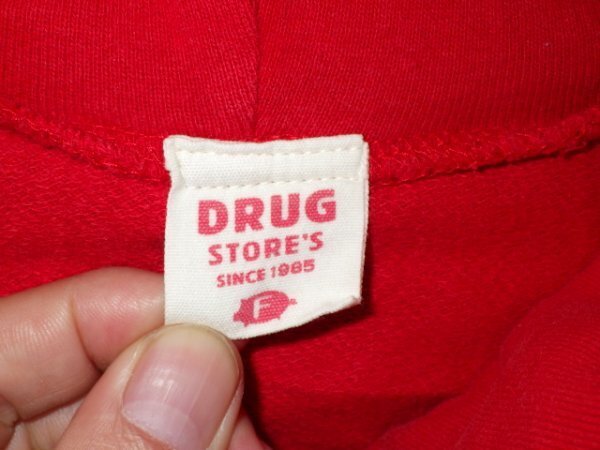 DRUG
STORE'S
SINCE 1985
F